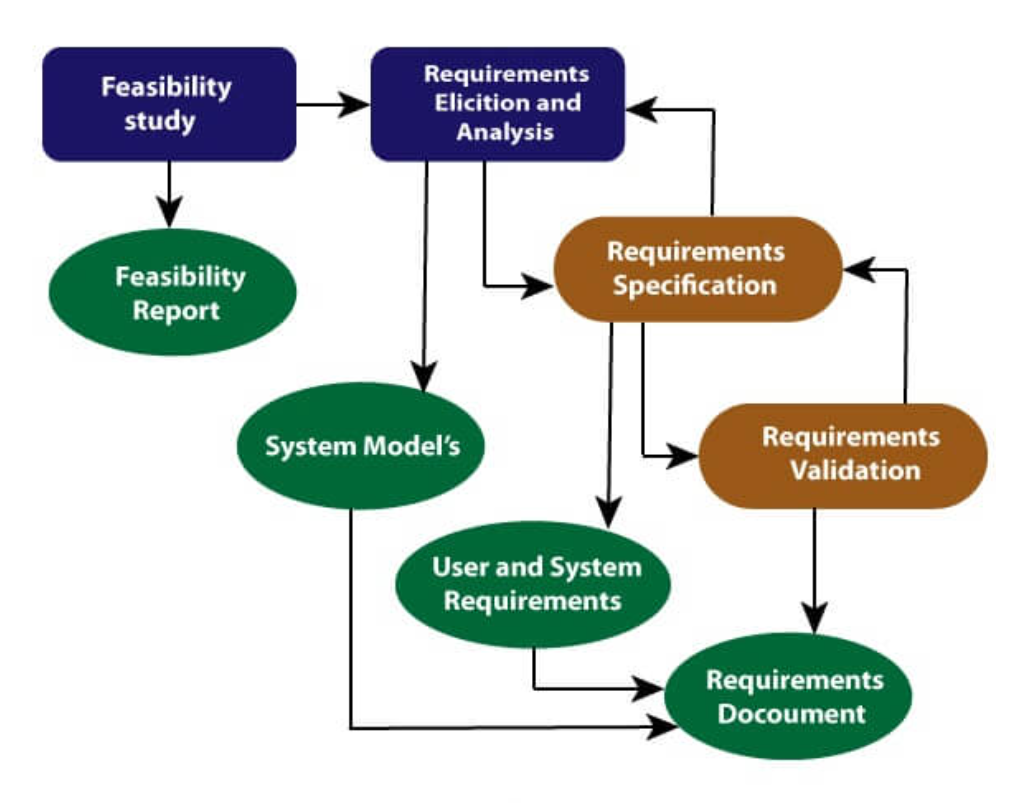 Feasibility
study
Requirements
Elicition and
Analysis
Requirements
Specification
Feasibility
Report
System Model's
Requirements
Validation
User and System
Requirements
Requirements
Docoument